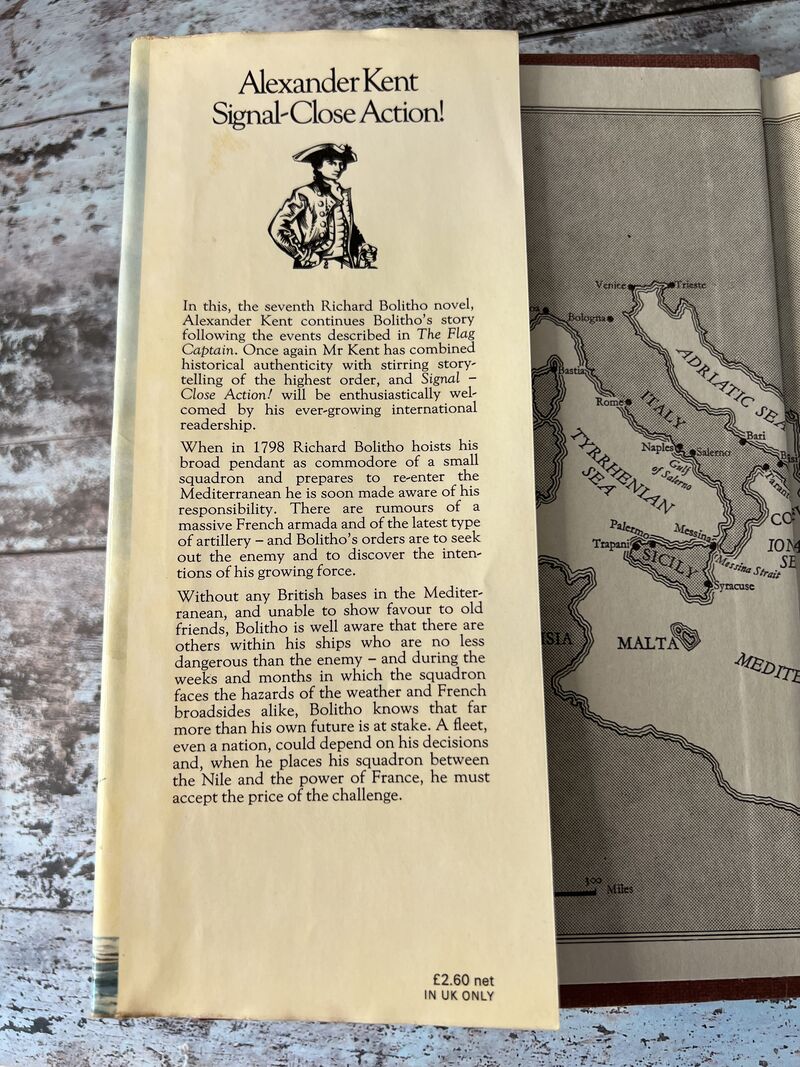 Alexander Kent
Signal-Close Action!
In this, the seventh Richard Bolitho novel,
Alexander Kent continues Bolitho's story
following the events described in The Flag
Captain. Once again Mr Kent has combined
historical authenticity with stirring story-
telling of the highest order, and Signal –
Close Action! will be enthusiastically wel-
comed by his ever-growing international
readership.
When in 1798 Richard Bolitho hoists his
broad pendant as commodore of a small
squadron and prepares to re-enter the
Mediterranean he is soon made aware of his
responsibility. There are rumours of a
massive French armada and of the latest type
of artillery – and Bolitho's orders are to seek
out the enemy and to discover the inten-
tions of his growing force.
Without any British bases in the Mediter-
ranean, and unable to show favour to old
friends, Bolitho is well aware that there are
others within his ships who are no less
dangerous than the enemy – and during the
weeks and months in which the squadron
faces the hazards of the weather and French
broadsides alike, Bolitho knows that far
more than his own future is at stake. A fleet,
even a nation, could depend on his decisions
and, when he places his squadron between
the Nile and the power of France, he must
accept the price of the challenge.
£2.60 net
IN UK ONLY
Venice
Trieste
Bologna
Bastia
ADRIATIC SEA
Rome
ITALY
Bari
Naples
Salerno
Gulf
of Salerno
TYRRHENIAN
SEA
Palermo
Messina
Trapani
SICILY
Messina Strait
Syracuse
MALTA
MEDITE
300
Miles